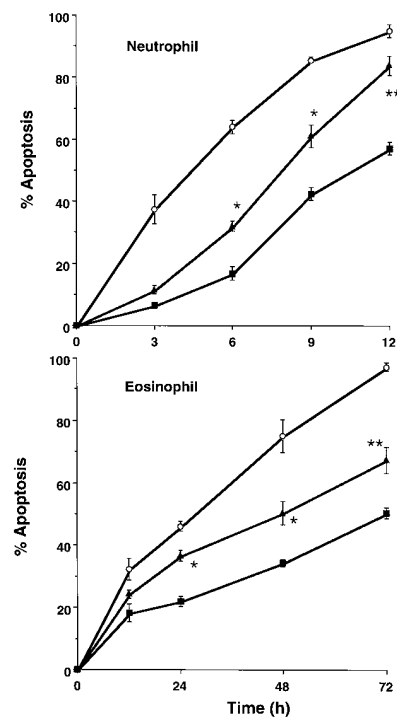 100
Neutrophil
80
*
**
60
*
40
20
0
% Apoptosis
0 3 6 9 12
100
Eosinophil
80
**
60
*
*
40
20
0
% Apoptosis
0 24 48 72
Time (h)